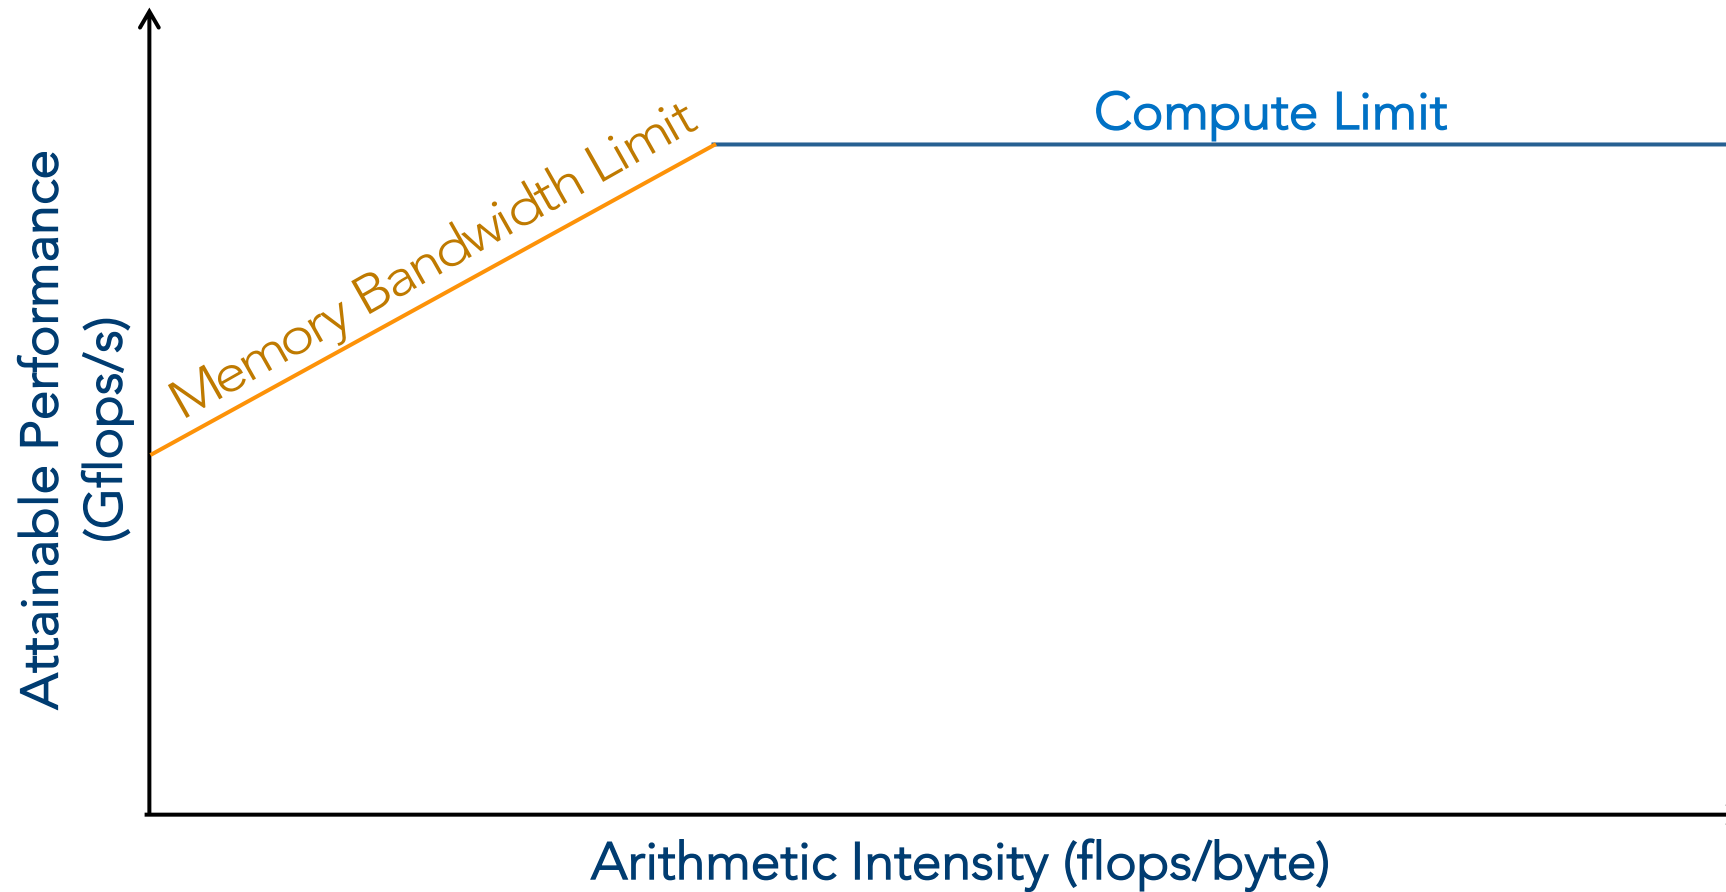 Attainable Performance
(Gflops/s)
Memory Bandwidth Limit
Compute Limit
Arithmetic Intensity (flops/byte)